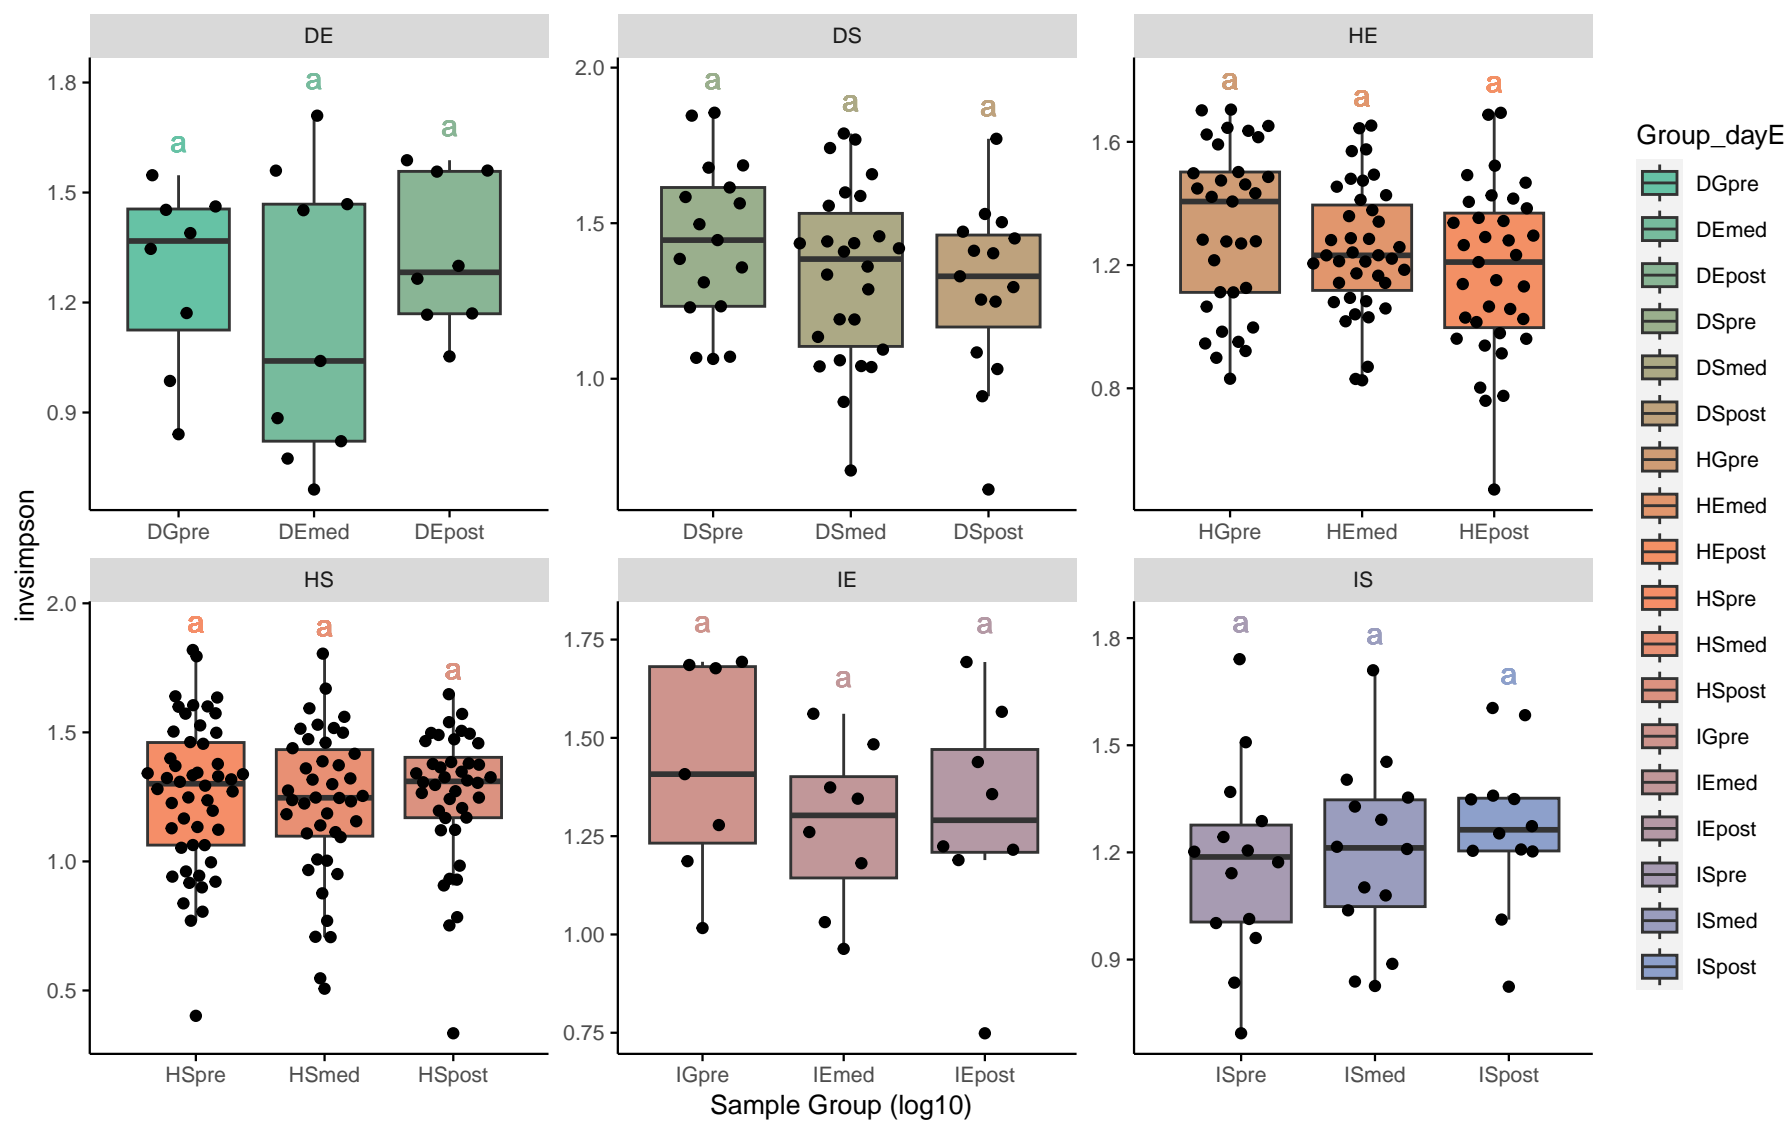 DE
DS
HE
1.8
1.5
1.2
0.9
a
a
a
DGpre
DEmed
DEpost
2.0
1.5
1.0
a
a
a
DSpre
DSmed
DSpost
1.6
1.2
0.8
a
a
a
HGpre
HEmed
HEpost
invsimpson
HS
IE
IS
2.0
1.5
1.0
0.5
a
a
a
HSpre
HSmed
HSpost
1.75
1.50
1.25
1.00
0.75
a
a
a
IGpre
IEmed
IEpost
1.8
1.5
1.2
0.9
a
a
a
ISpre
ISmed
ISpost
Sample Group (log10)
Group_dayE
DGpre
DEmed
DEpost
DSpre
DSmed
DSpost
HGpre
HEmed
HEpost
HSpre
HSmed
HSpost
IGpre
IEmed
IEpost
ISpre
ISmed
ISpost